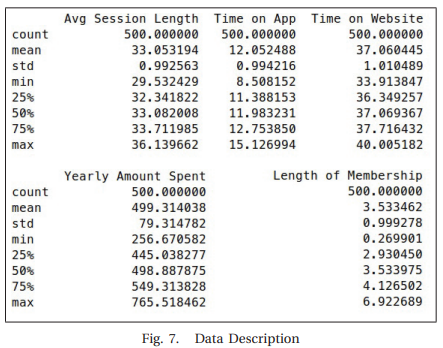 Avg Session Length Time on App Time on Website
count 500.000000 500.000000 500.000000
mean 33.053194 12.052488 37.060445
std 0.992563 0.994216 1.010489
min 29.532429 8.508152 33.913847
25% 32.341822 11.388153 36.349257
50% 33.082008 11.983231 37.069367
75% 33.711985 12.753850 37.716432
max 36.139662 15.126994 40.005182
Yearly Amount Spent Length of Membership
count 500.000000 500.000000
mean 499.314038 3.533462
std 79.314782 0.999278
min 256.670582 0.269901
25% 445.038277 2.930450
50% 498.887875 3.533975
75% 549.313828 4.126502
max 765.518462 6.922689
Fig. 7. Data Description